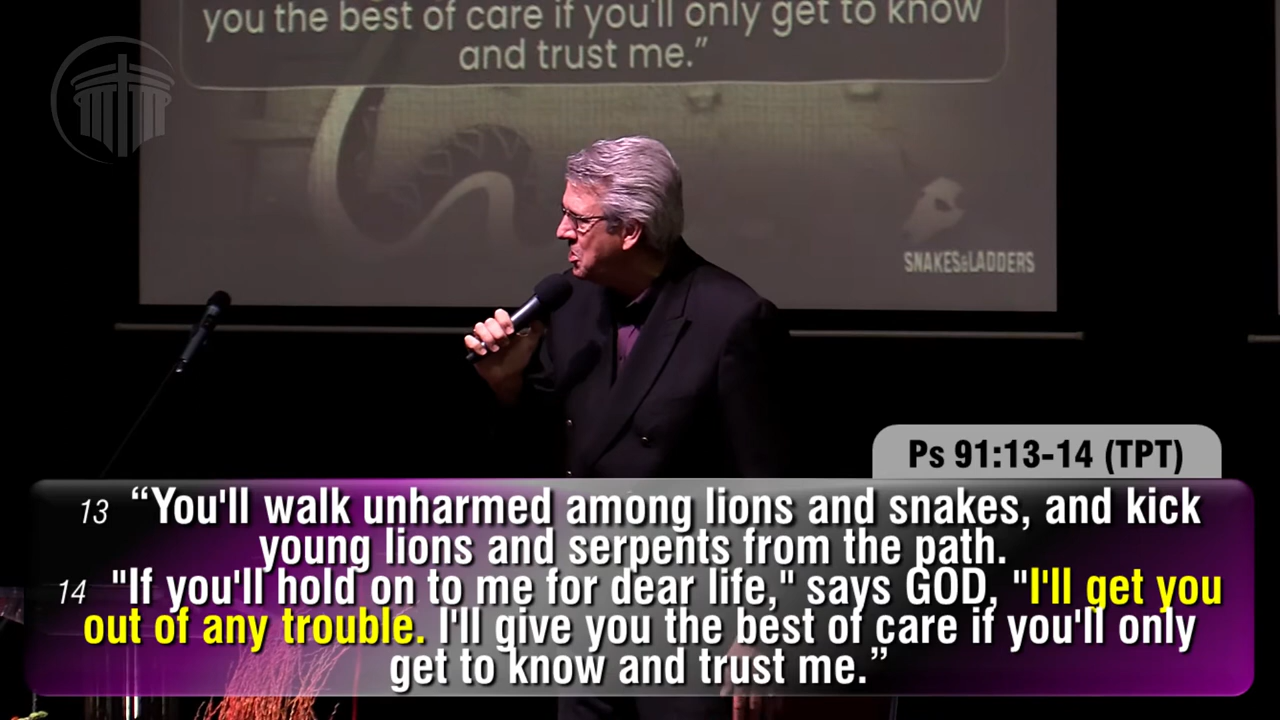 you the best of care if you'll only get to know
and trust me.”
SNAKES&LADDERS
Ps 91:13-14 (TPT)
13 “You'll walk unharmed among lions and snakes, and kick
young lions and serpents from the path.
14 "If you'll hold on to me for dear life," says GOD, "I'll get you
out of any trouble. I'll give you the best of care if you'll only
get to know and trust me.”